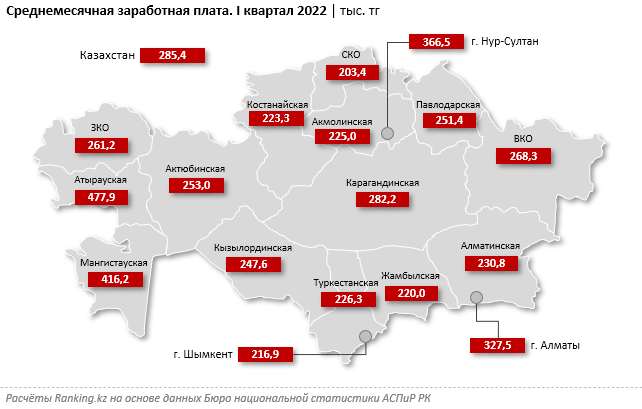 Среднемесячная заработная плата. I квартал 2022 | тыс. тг
Казахстан 285,4
366,5 г. Нур-Султан
СКО
203,4
Костанайская
223,3
Акмолинская
225,0
Павлодарская
251,4
ЗКО
261,2
ВКО
268,3
Атырауская
477,9
Актюбинская
253,0
Карагандинская
282,2
Мангистауская
416,2
Кызылординская
247,6
Алматинская
230,8
Туркестанская
226,3
Жамбылская
220,0
г. Шымкент 216,9
327,5 г. Алматы
Расчёты Ranking.kz на основе данных Бюро национальной статистики АСПиР РК